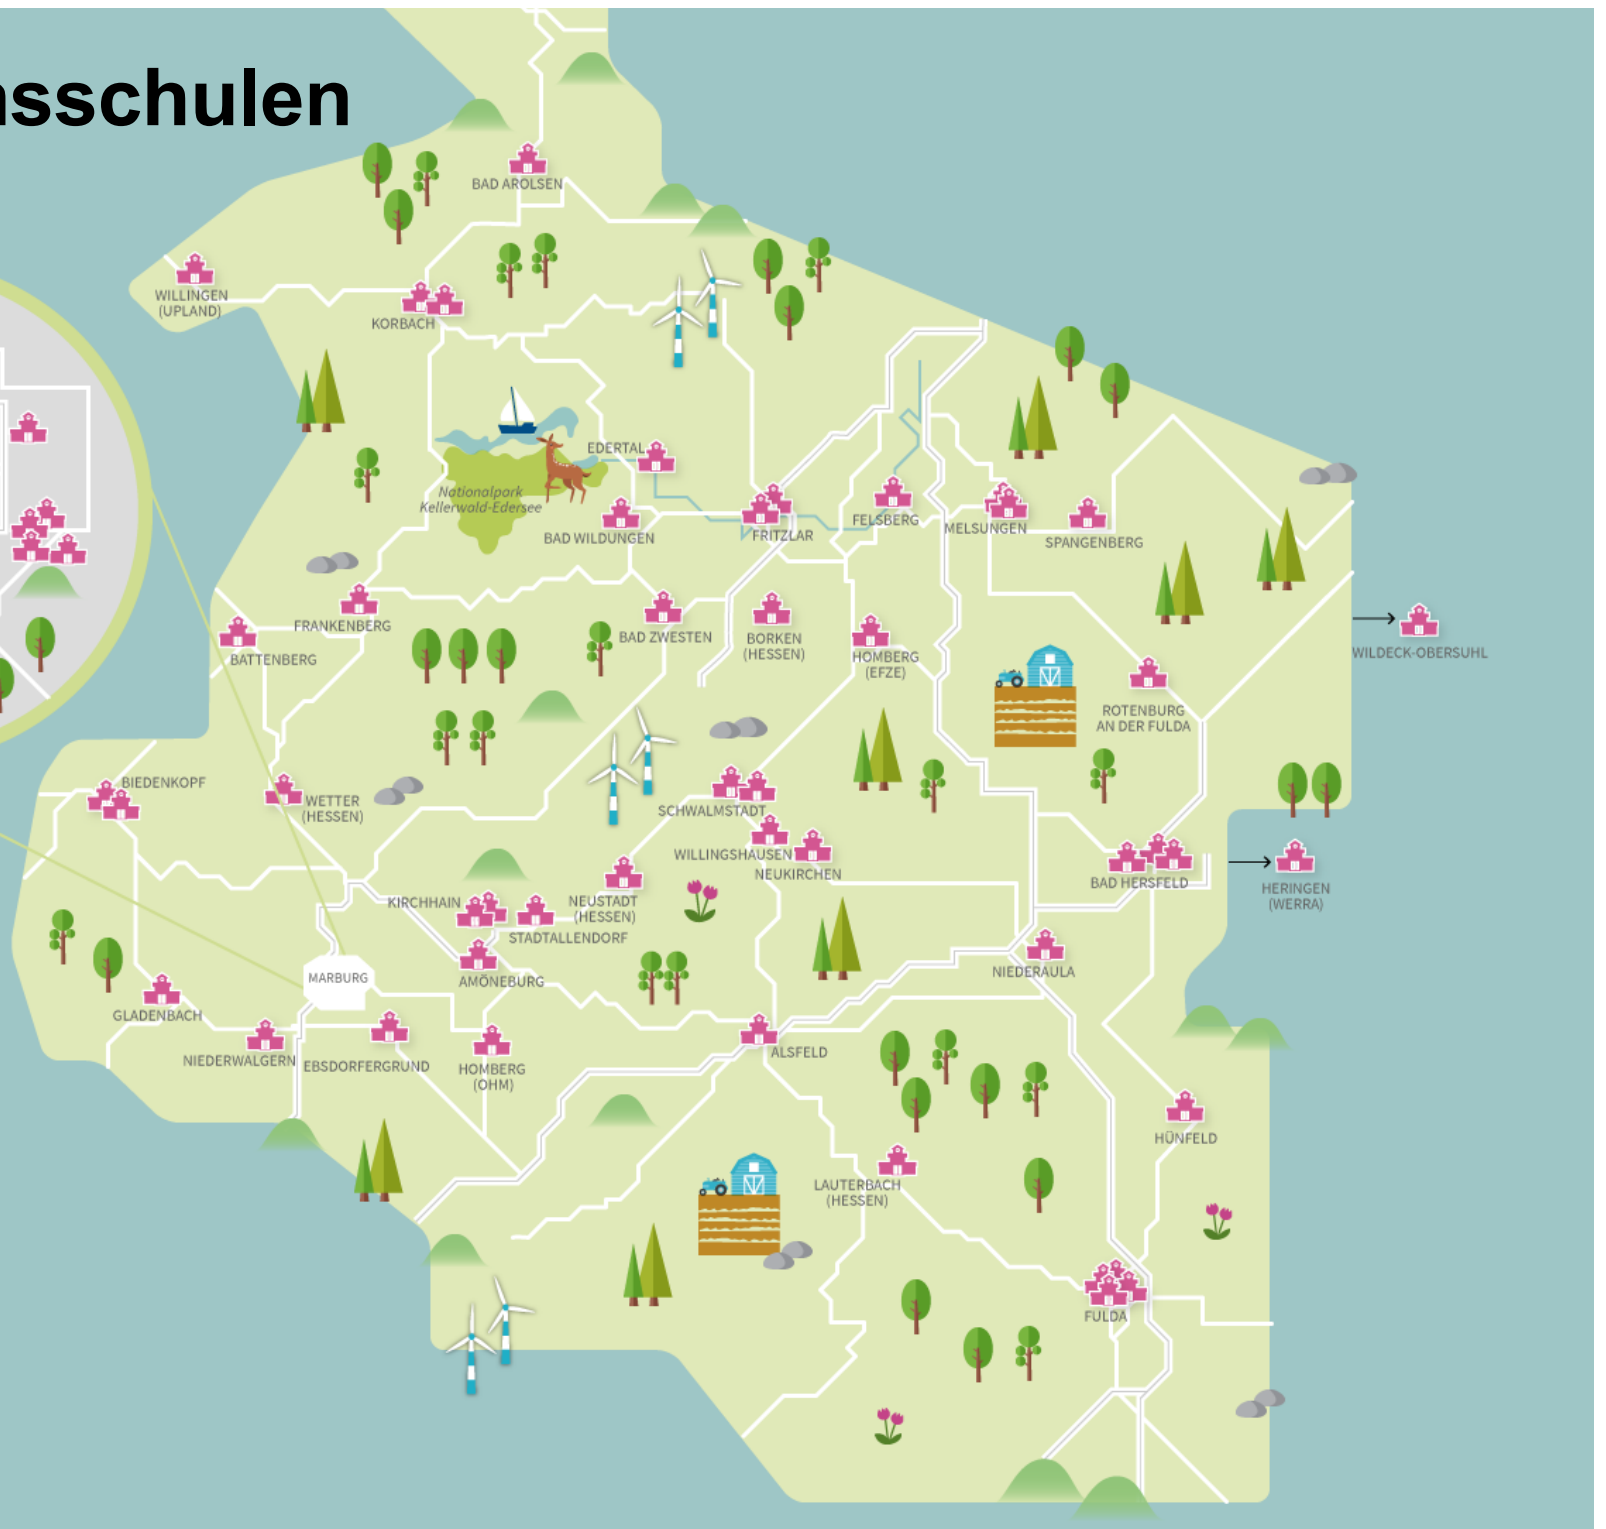 nsschulen
BAD AROLSEN
WILLINGEN
(UPLAND)
KORBACH
EDERTAL
Nationalpark
Kellerwald-Edersee
BAD WILDUNGEN
FRITZLAR
FELSBERG
MELSUNGEN
SPANGENBERG
FRANKENBERG
BATTENBERG
BAD ZWESTEN
BORKEN
(HESSEN)
HOMBERG
(EFZE)
WILDECK-OBERSUHL
ROTENBURG
AN DER FULDA
BIEDENKOPF
WETTER
(HESSEN)
SCHWALMSTADT
WILLINGSHAUSEN
NEUKIRCHEN
BAD HERSFELD
HERINGEN
(WERRA)
KIRCHHAIN
NEUSTADT
(HESSEN)
STADTALLENDORF
MARBURG
AMÖNEBURG
NIEDERAULA
GLADENBACH
NIEDERWALGERN
EBSDORFERGRUND
HOMBERG
(OHM)
ALSFELD
HÜNFELD
LAUTERBACH
(HESSEN)
FULDA